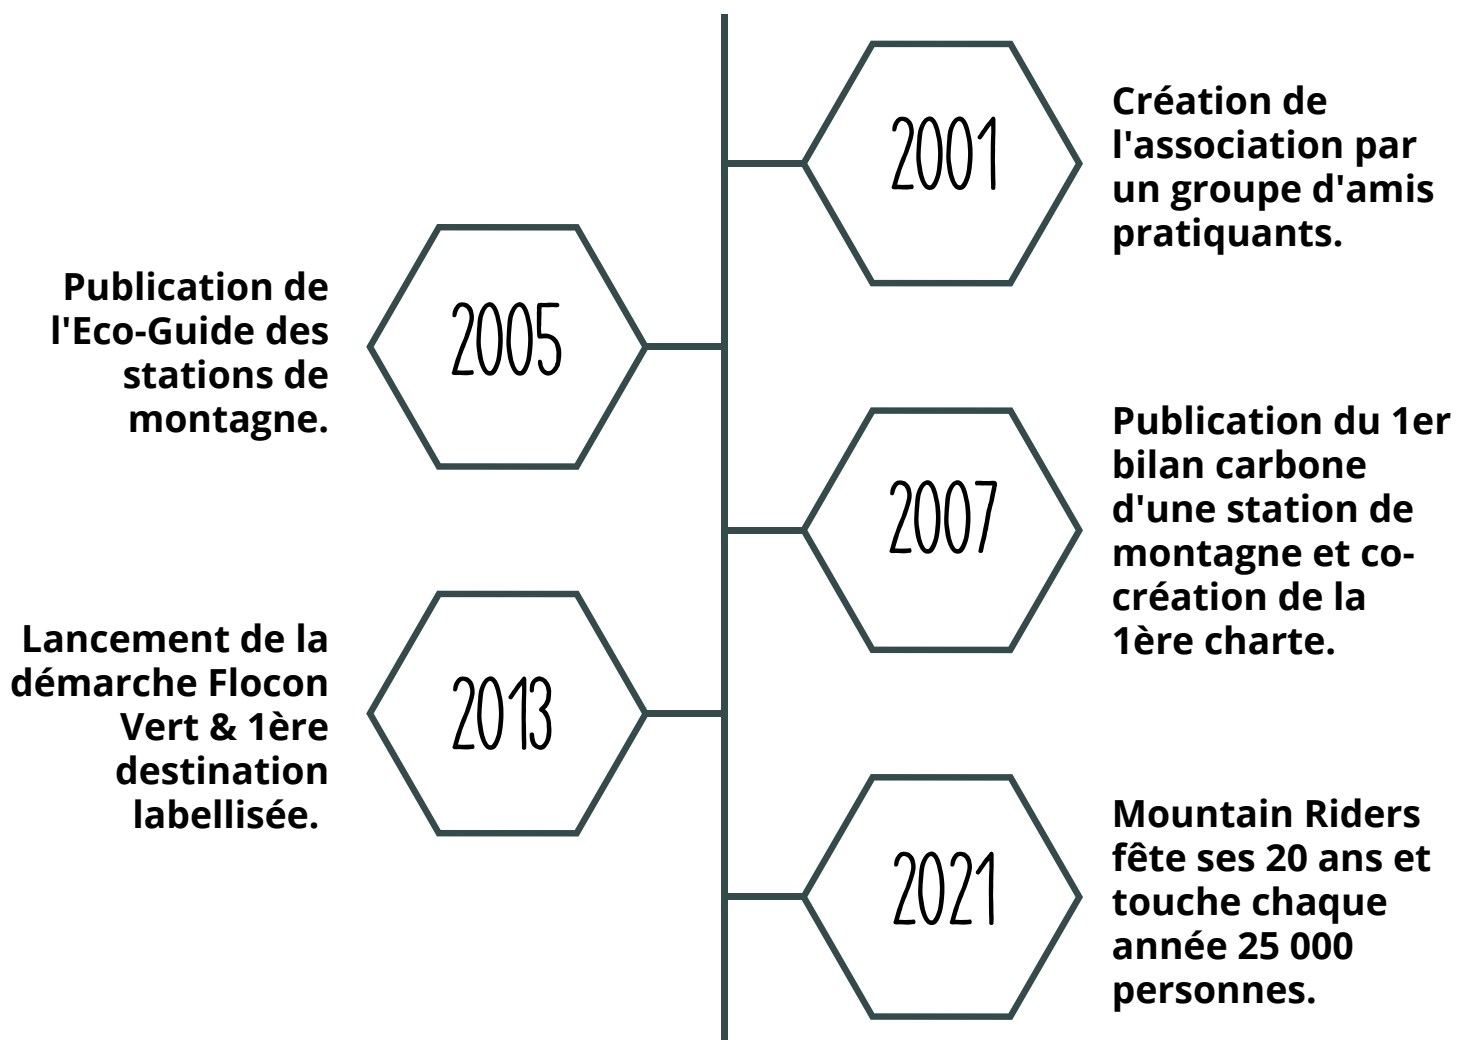 2001
Création de
l'association par
un groupe d'amis
pratiquants.
2005
Publication de
l'Eco-Guide des
stations de
montagne.
2007
Publication du 1er
bilan carbone
d'une station de
montagne et co-
création de la
1ère charte.
2013
Lancement de la
démarche Flocon
Vert & 1ère
destination
labellisée.
2021
Mountain Riders
fête ses 20 ans et
touche chaque
année 25 000
personnes.